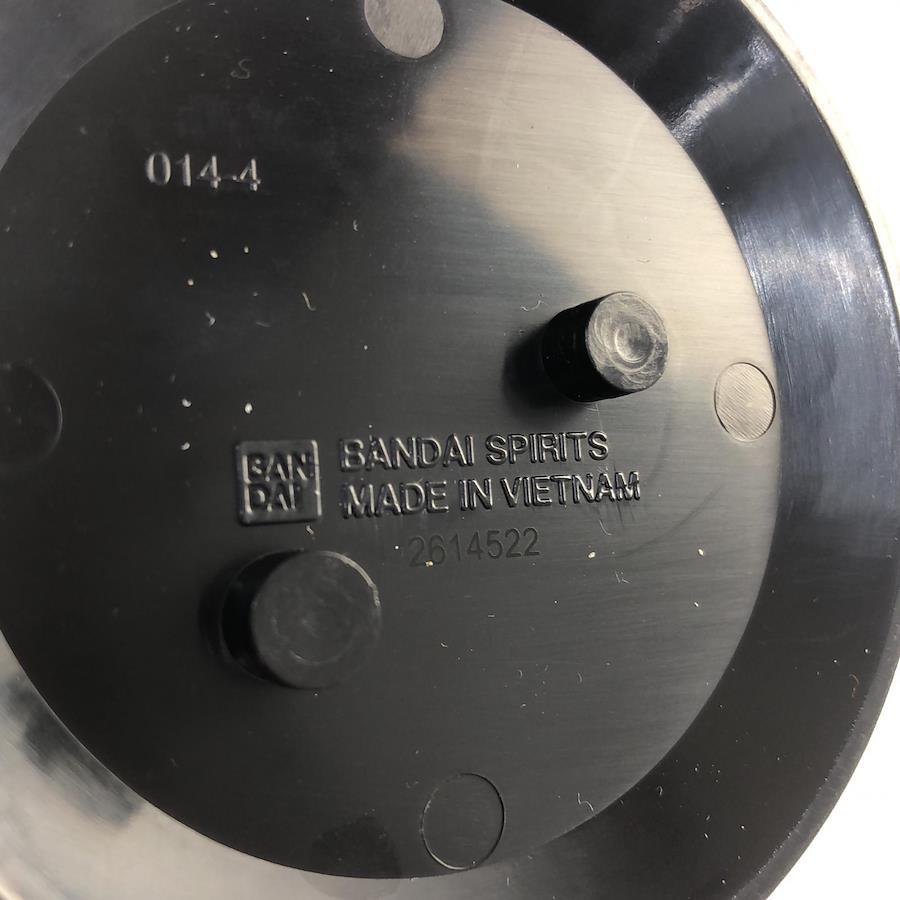 014-4
BAN
DAI
BANDAI SPIRITS
MADE IN VIETNAM
2614522